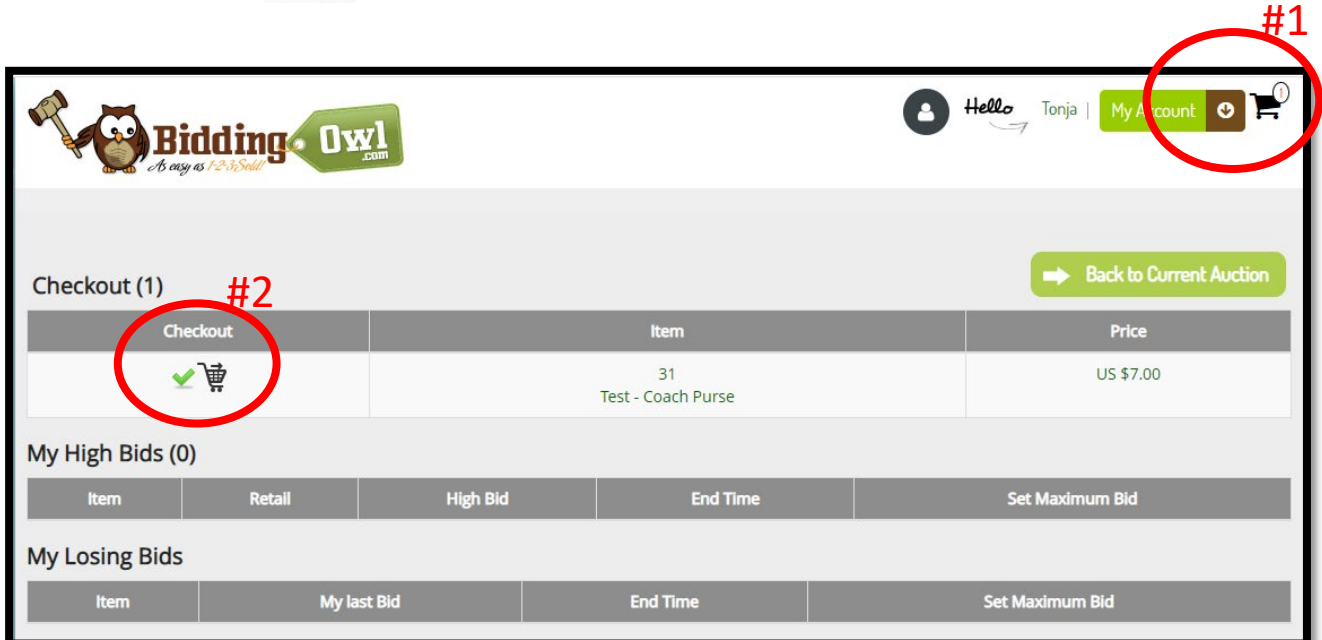 #1
Bidding Owl
.com
As easy as 1-2-3-Sold!
Hello Tonja | My Account 1
Back to Current Auction
Checkout (1)
#2
Checkout Item Price
31 US $7.00
Test - Coach Purse
My High Bids (0)
Item Retail High Bid End Time Set Maximum Bid
My Losing Bids
Item My last Bid End Time Set Maximum Bid